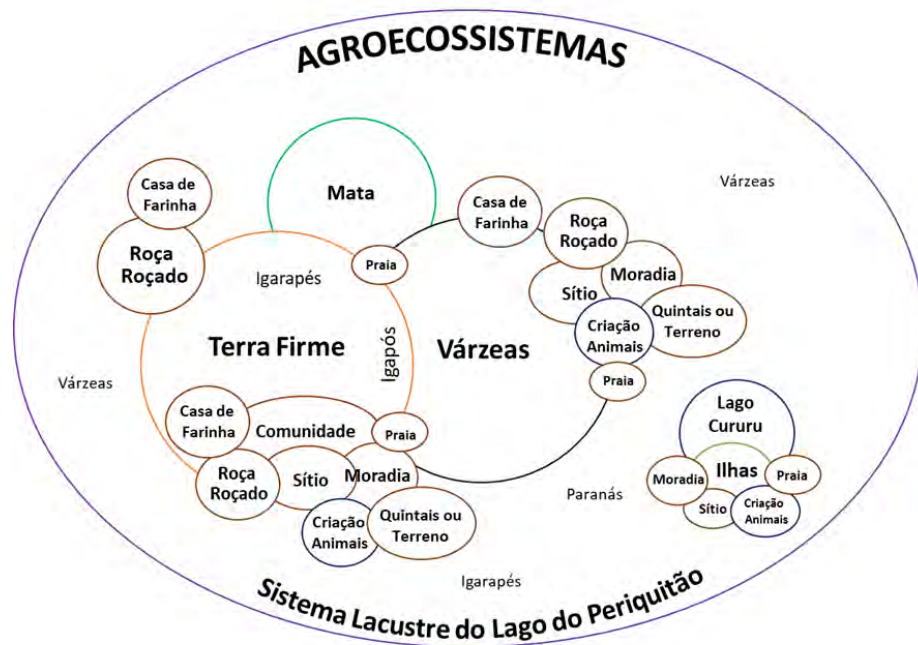 AGROECOSSISTEMAS
Mata
Casa de
Farinha
Roça
Roçado
Casa de
Farinha
Roça
Roçado
Várzeas
Praia
Igarapés
Moradia
Sítio
Quintais ou
Terreno
Criação
Animais
Praia
Terra Firme
Igapós
Várzeas
Várzeas
Casa de
Farinha
Comunidade
Praia
Roça
Roçado
Sítio
Moradia
Criação
Animais
Quintais ou
Terreno
Lago
Cururu
Ilhas
Moradia
Praia
Sítio
Criação
Animais
Paranás
Igarapés
Sistema Lacustre do Lago do Periquitão